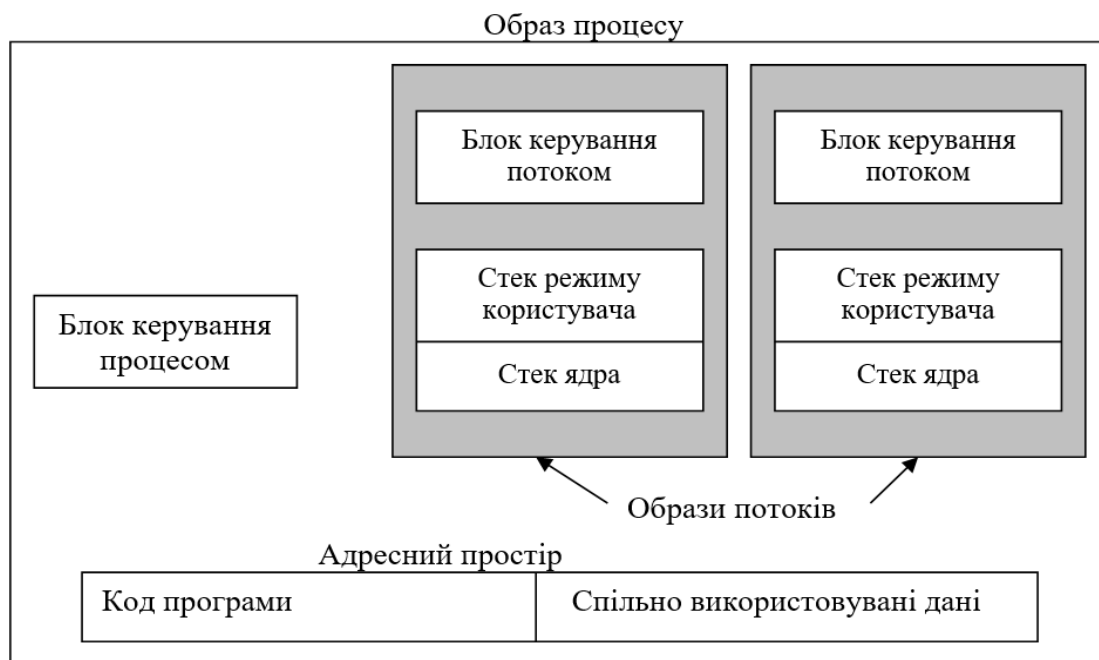 Образ процесу
Блок керування
потоком
Стек режиму
користувача
Стек ядра
Блок керування
потоком
Стек режиму
користувача
Стек ядра
Блок керування
процесом
Образи потоків
Адресний простір
Код програми
Спільно використовувані дані